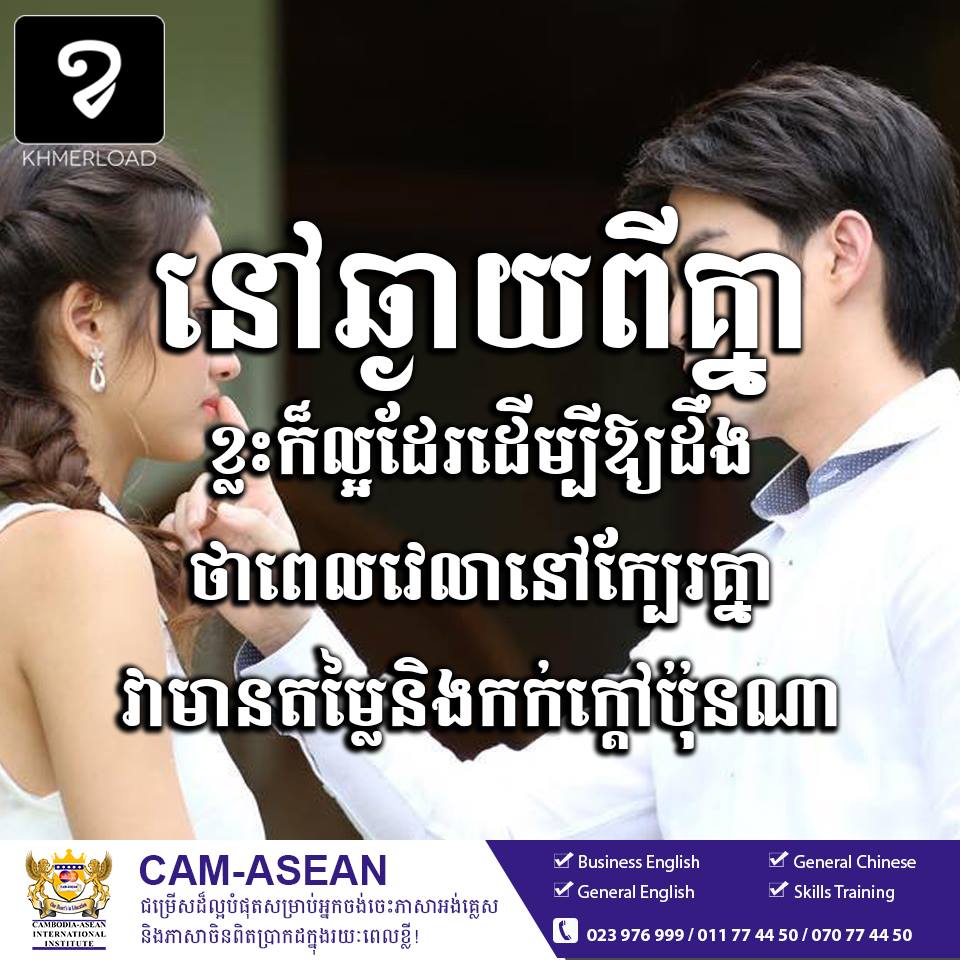 KHMERLOAD
នៅឆ្ងាយពីគ្នា
ខ្លះក៏ល្អដែរដើម្បីឱ្យដឹង
ថាពេលវេលានៅក្បែរគ្នា
វាមានតម្លៃនិងកក់ក្ដៅប៉ុនណា
CAM-ASEAN
ជម្រើសដ៏ល្អបំផុតសម្រាប់អ្នកចង់ចេះភាសាអង់គ្លេស
និងភាសាចិនពិតប្រាកដក្នុងរយៈពេលខ្លី!
CAMBODIA-ASEAN
INTERNATIONAL
INSTITUTE
Business English
General Chinese
General English
Skills Training
023 976 999 / 011 77 44 50 / 070 77 44 50